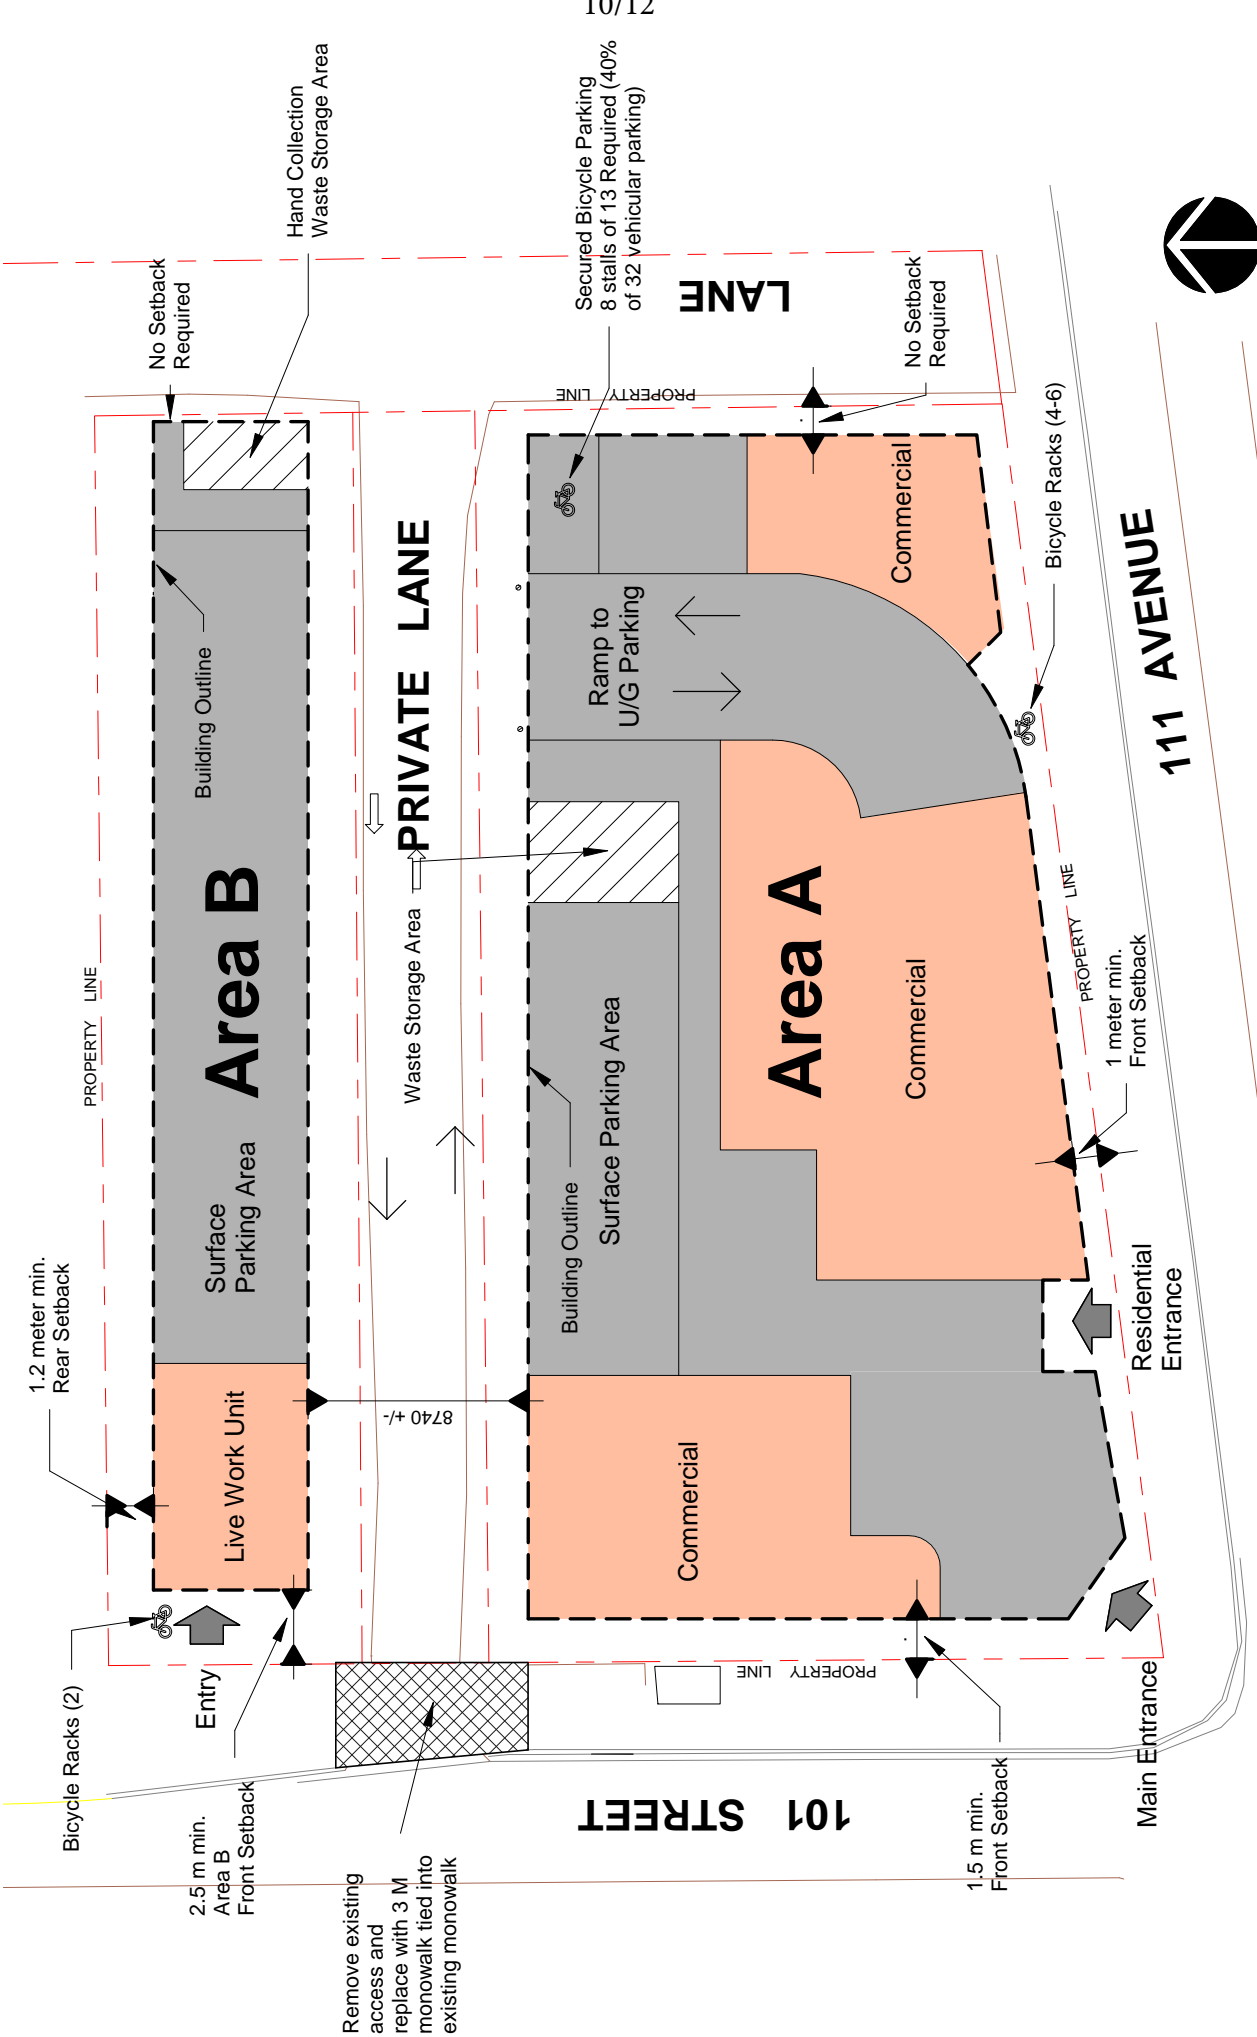 10/12
Hand Collection
Waste Storage Area
Secured Bicycle Parking
8 stalls of 13 Required (40%
of 32 vehicular parking)
No Setback
Required
LANE
No Setback
Required
PROPERTY LINE
Bicycle Racks (4-6)
111 AVENUE
Commercial
Ramp to
U/G Parking
PRIVATE LANE
Building Outline
Area B
PROPERTY LINE
Waste Storage Area
Surface
Parking Area
Area A
Commercial
Surface Parking Area
Building Outline
PROPERTY LINE
1 meter min.
Front Setback
Residential
Entrance
1.2 meter min.
Rear Setback
Live Work Unit
8740 +/-
Commercial
Bicycle Racks (2)
Entry
2.5 m min.
Area B
Front Setback
PROPERTY LINE
101 STREET
1.5 m min.
Front Setback
Main Entrance
Remove existing
access and
replace with 3 M
monowalk tied into
existing monowalk